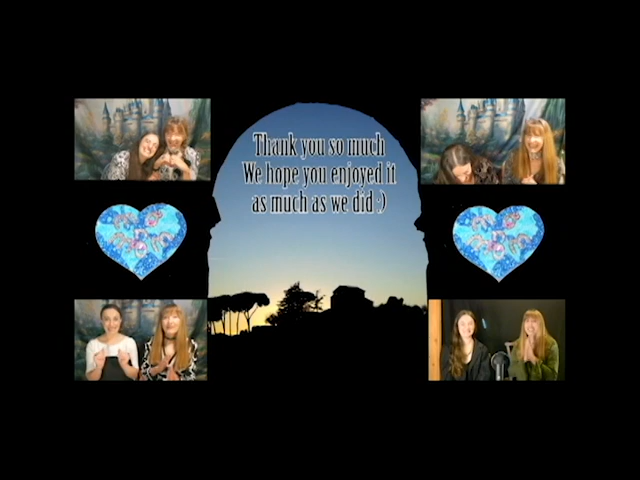 Thank you so much
We hope you enjoyed it
as much as we did :)